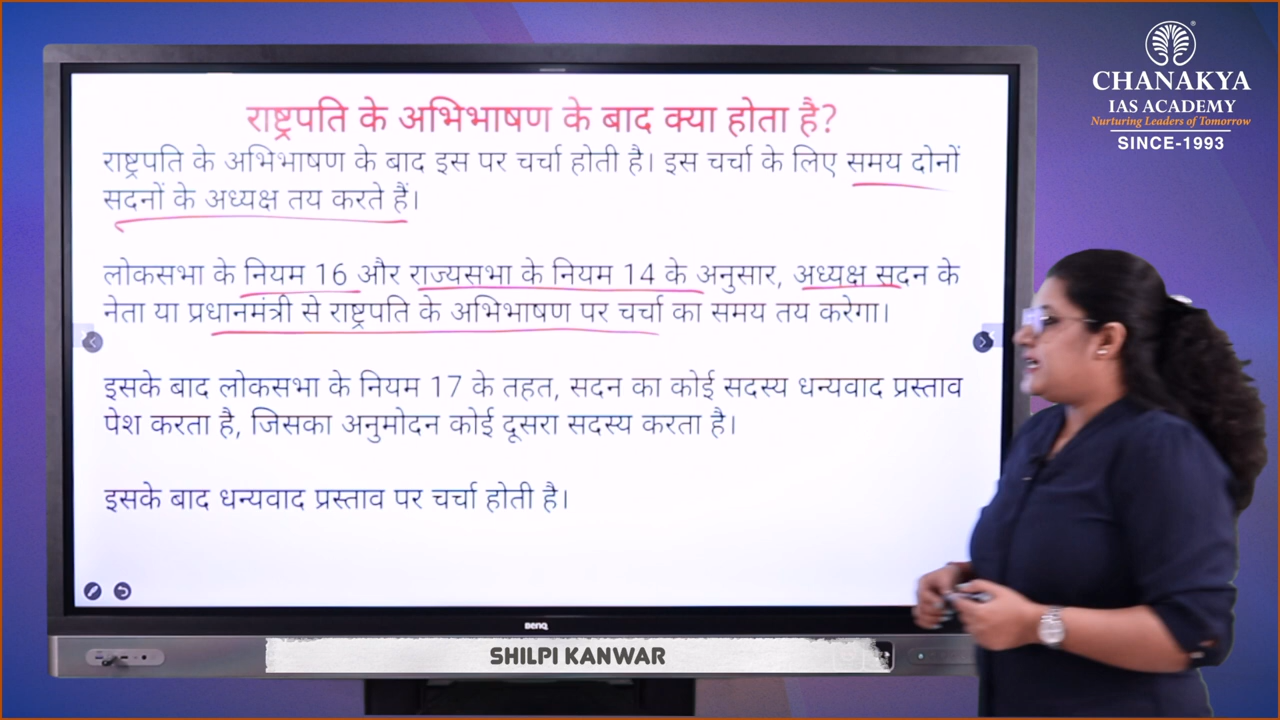 CHANAKYA
IAS ACADEMY
Nurturing Leaders of Tomorrow
SINCE-1993
राष्ट्रपति के अभिभाषण के बाद क्या होता है?
राष्ट्रपति के अभिभाषण के बाद इस पर चर्चा होती है। इस चर्चा के लिए समय दोनों
सदनों के अध्यक्ष तय करते हैं।
लोकसभा के नियम 16 और राज्यसभा के नियम 14 के अनुसार, अध्यक्ष सदन के
नेता या प्रधानमंत्री से राष्ट्रपति के अभिभाषण पर चर्चा का समय तय करेगा।
इसके बाद लोकसभा के नियम 17 के तहत, सदन का कोई सदस्य धन्यवाद प्रस्ताव
पेश करता है, जिसका अनुमोदन कोई दूसरा सदस्य करता है।
इसके बाद धन्यवाद प्रस्ताव पर चर्चा होती है।
BenQ
SHILPI KANWAR